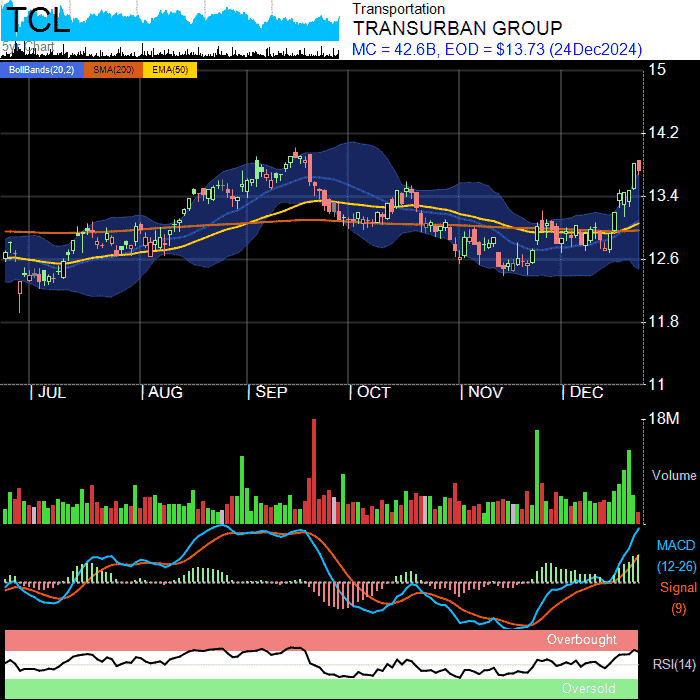 TCL
5yr Chart
Transportation
TRANSURBAN GROUP
MC = 42.6B, EOD = $13.73 (24Dec2024)
BollBands(20,2) SMA(200) EMA(50)
15
14.2
13.4
12.6
11.8
11
JUL AUG SEP OCT NOV DEC
18M
Volume
MACD
(12-26)
Signal
(9)
Overbought
RSI(14)
Oversold